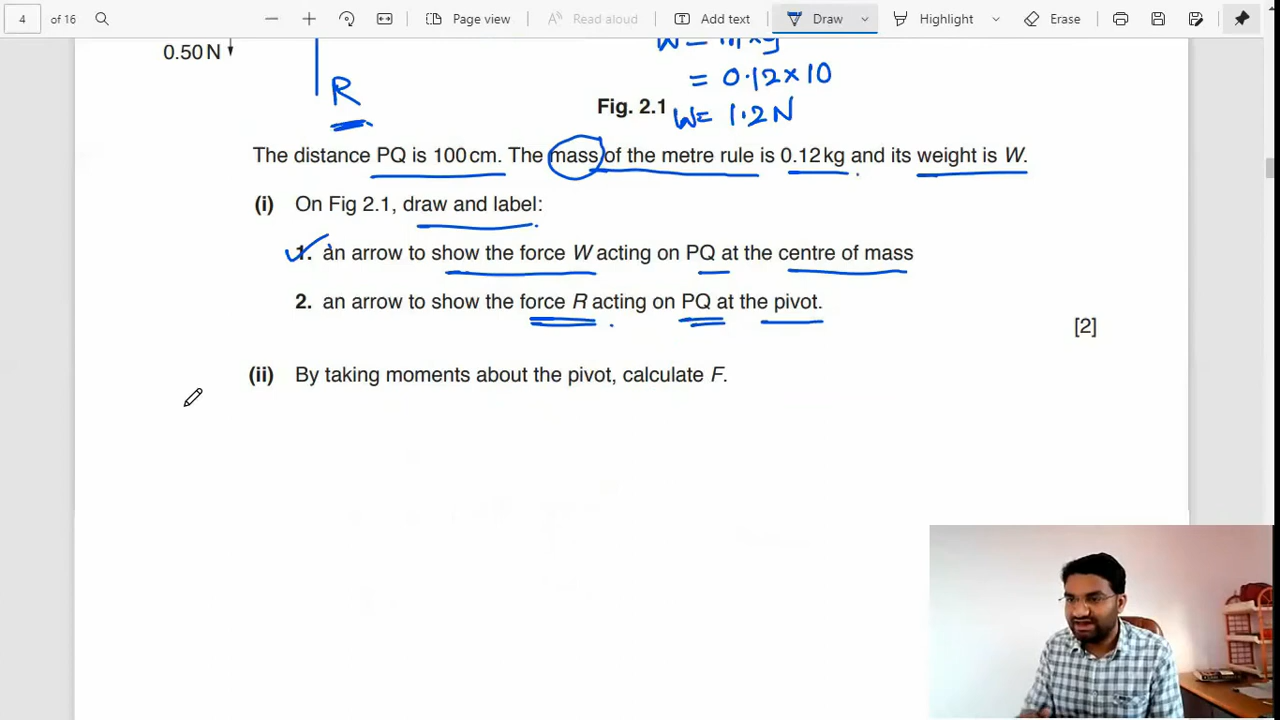 4 of 16 Page view Read aloud Add text Draw Highlight Erase
0.50 N
= 0.12×10
R
Fig. 2.1
W= 1.2N
The distance PQ is 100 cm. The mass of the metre rule is 0.12 kg and its weight is W.
(i) On Fig 2.1, draw and label:
1. an arrow to show the force W acting on PQ at the centre of mass
2. an arrow to show the force R acting on PQ at the pivot.
[2]
(ii) By taking moments about the pivot, calculate F.